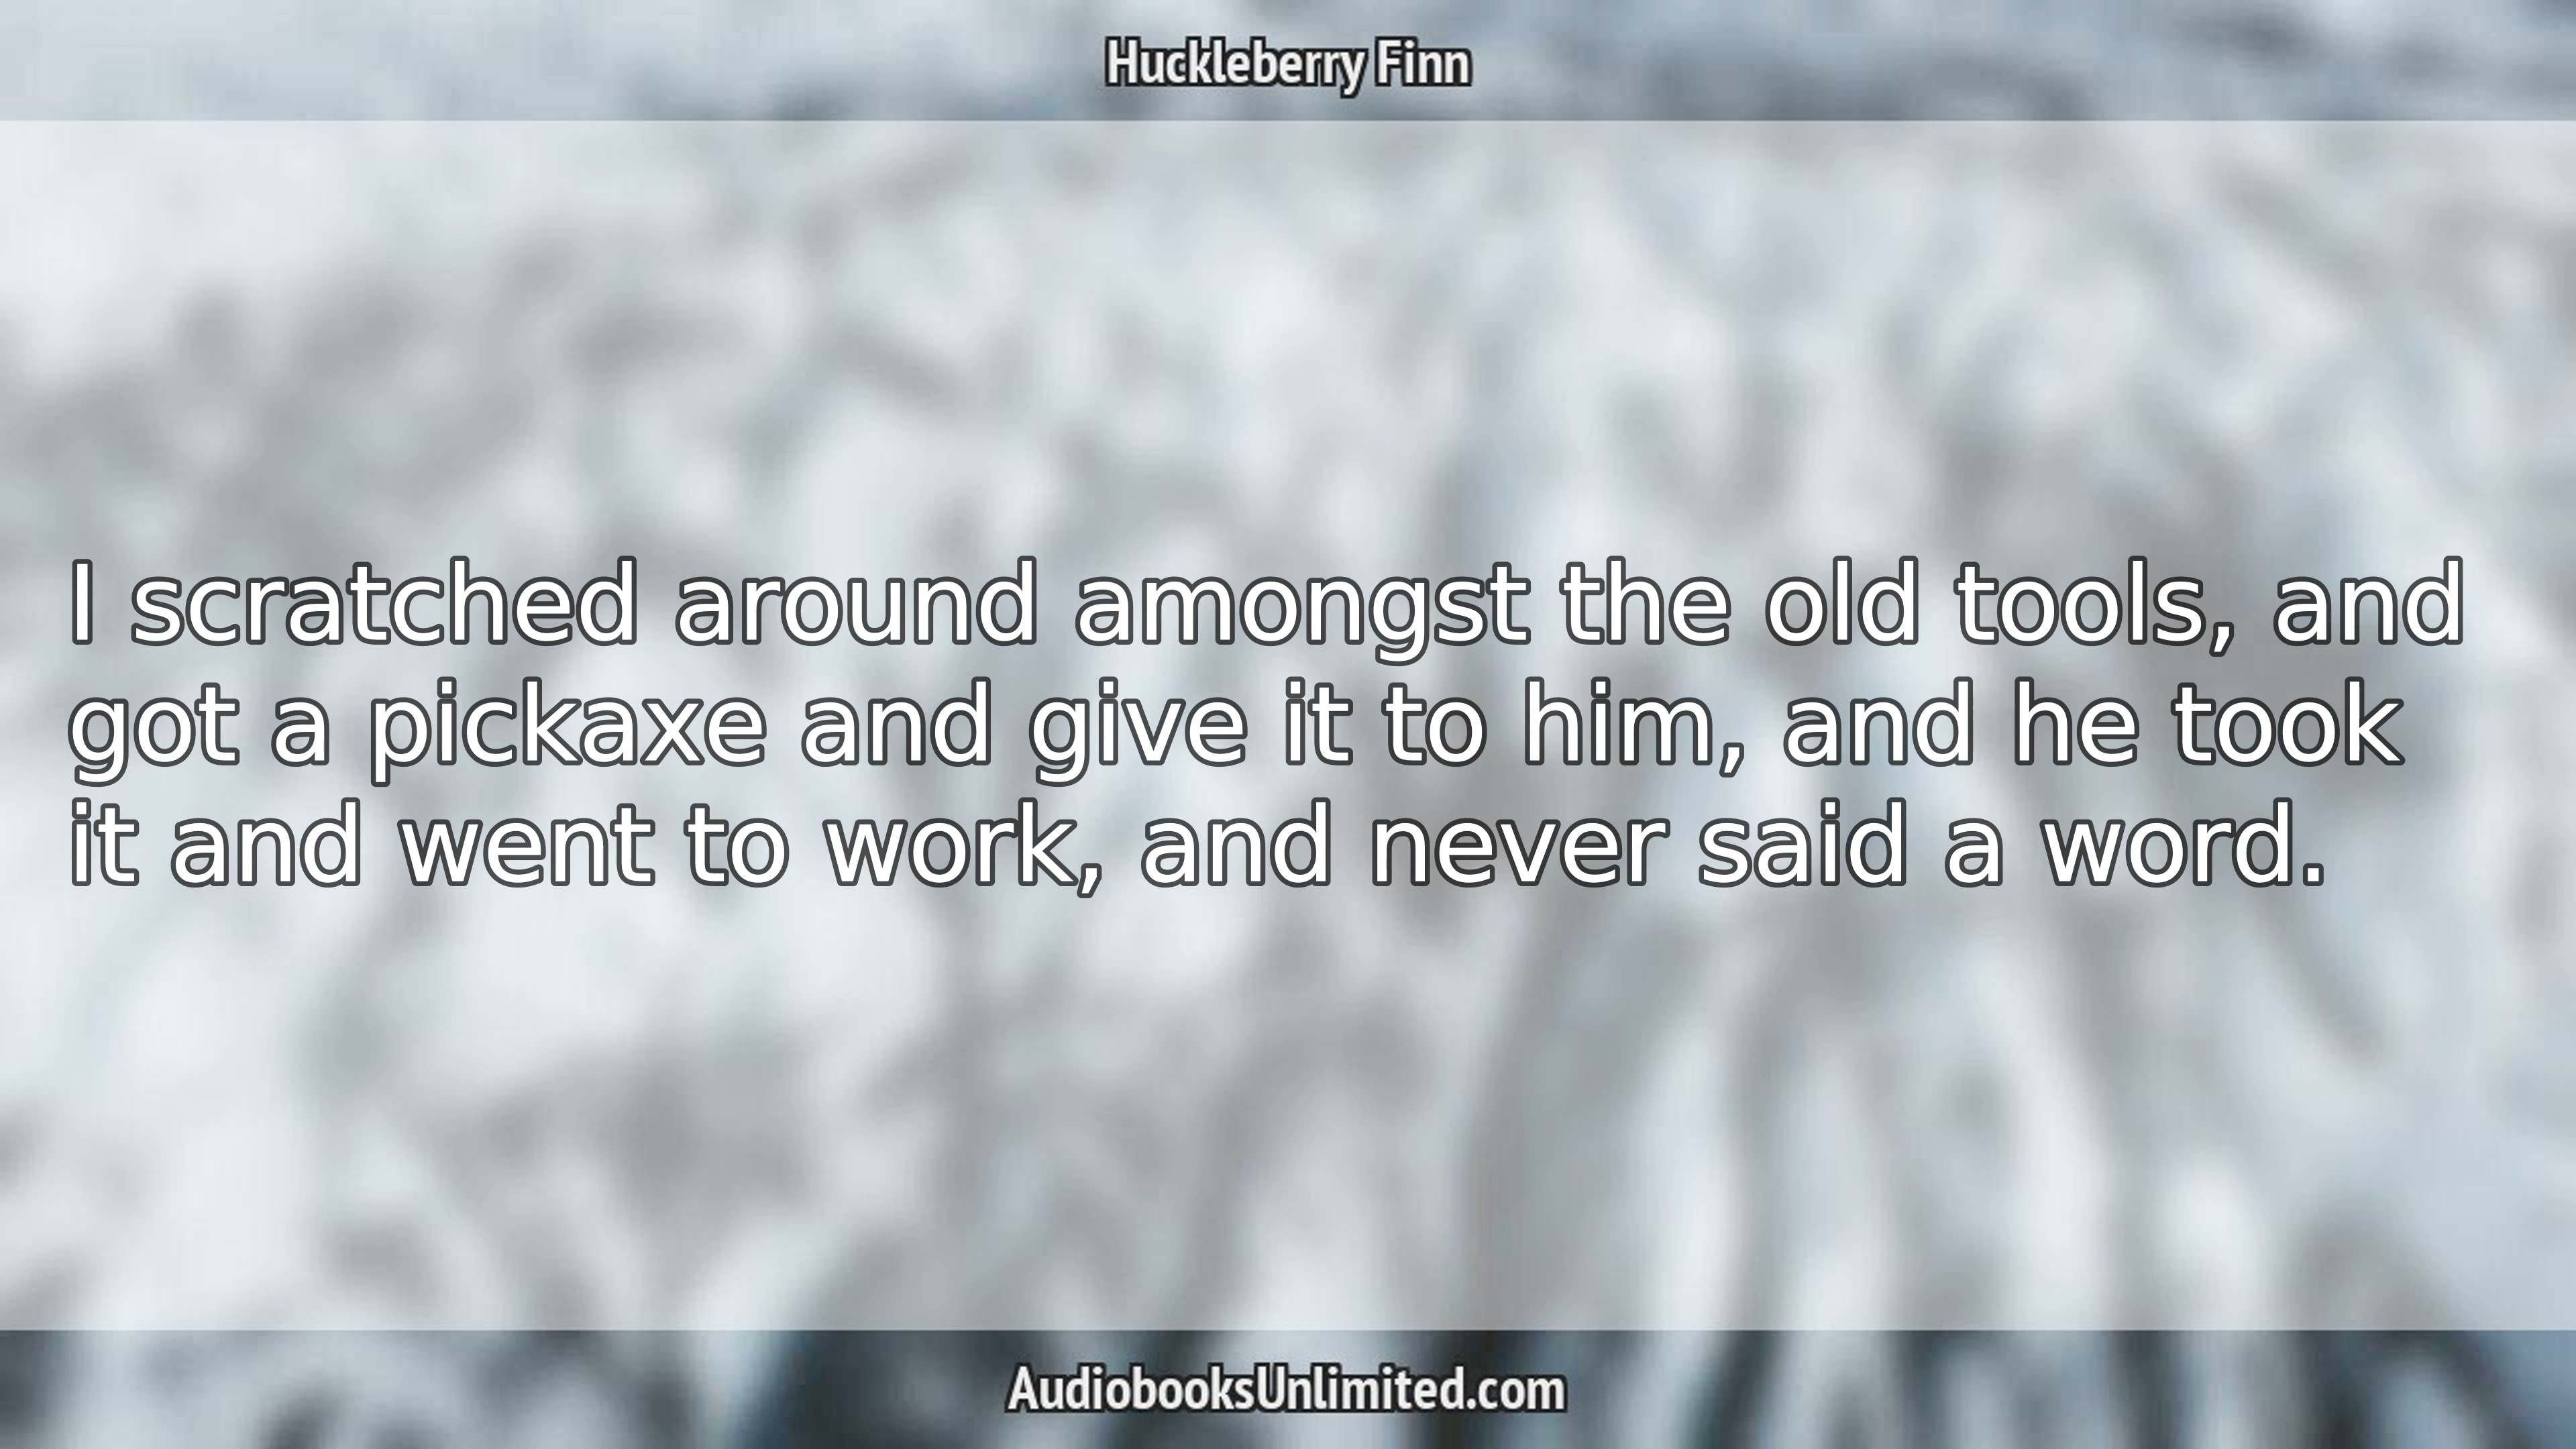 Huckleberry Finn
I scratched around amongst the old tools, and
got a pickaxe and give it to him, and he took
it and went to work, and never said a word.
AudiobooksUnlimited.com